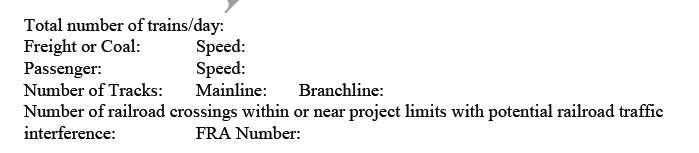 Total number of trains/day:
Freight or Coal: Speed:
Passenger: Speed:
Number of Tracks: Mainline: Branchline:
Number of railroad crossings within or near project limits with potential railroad traffic
interference: FRA Number: